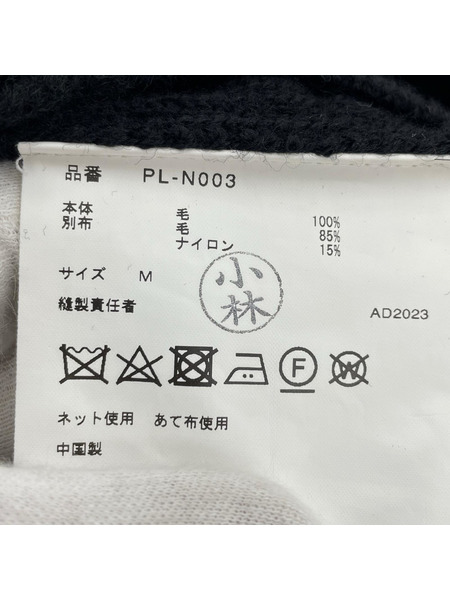 品番 PL-N003
本体 毛 100%
別布 毛 85%
ナイロン 15%
サイズ M
小林
縫製責任者
AD2023
F W
ネット使用 あて布使用
中国製